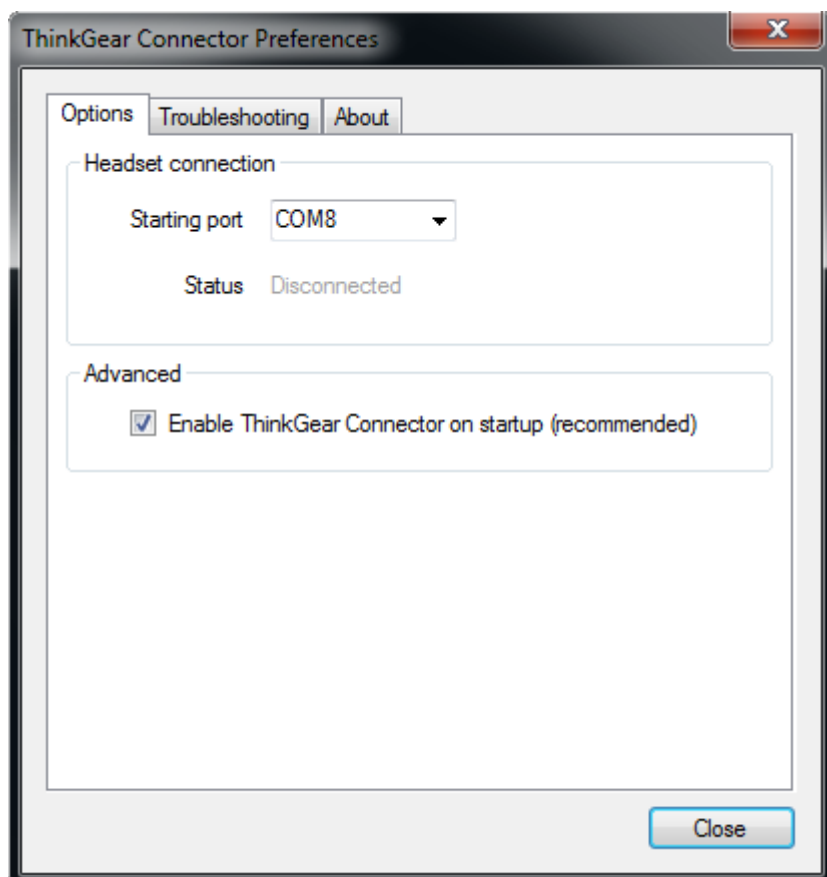 ThinkGear Connector Preferences
Options Troubleshooting About
Headset connection
Starting port COM8
Status Disconnected
Advanced
Enable ThinkGear Connector on startup (recommended)
Close